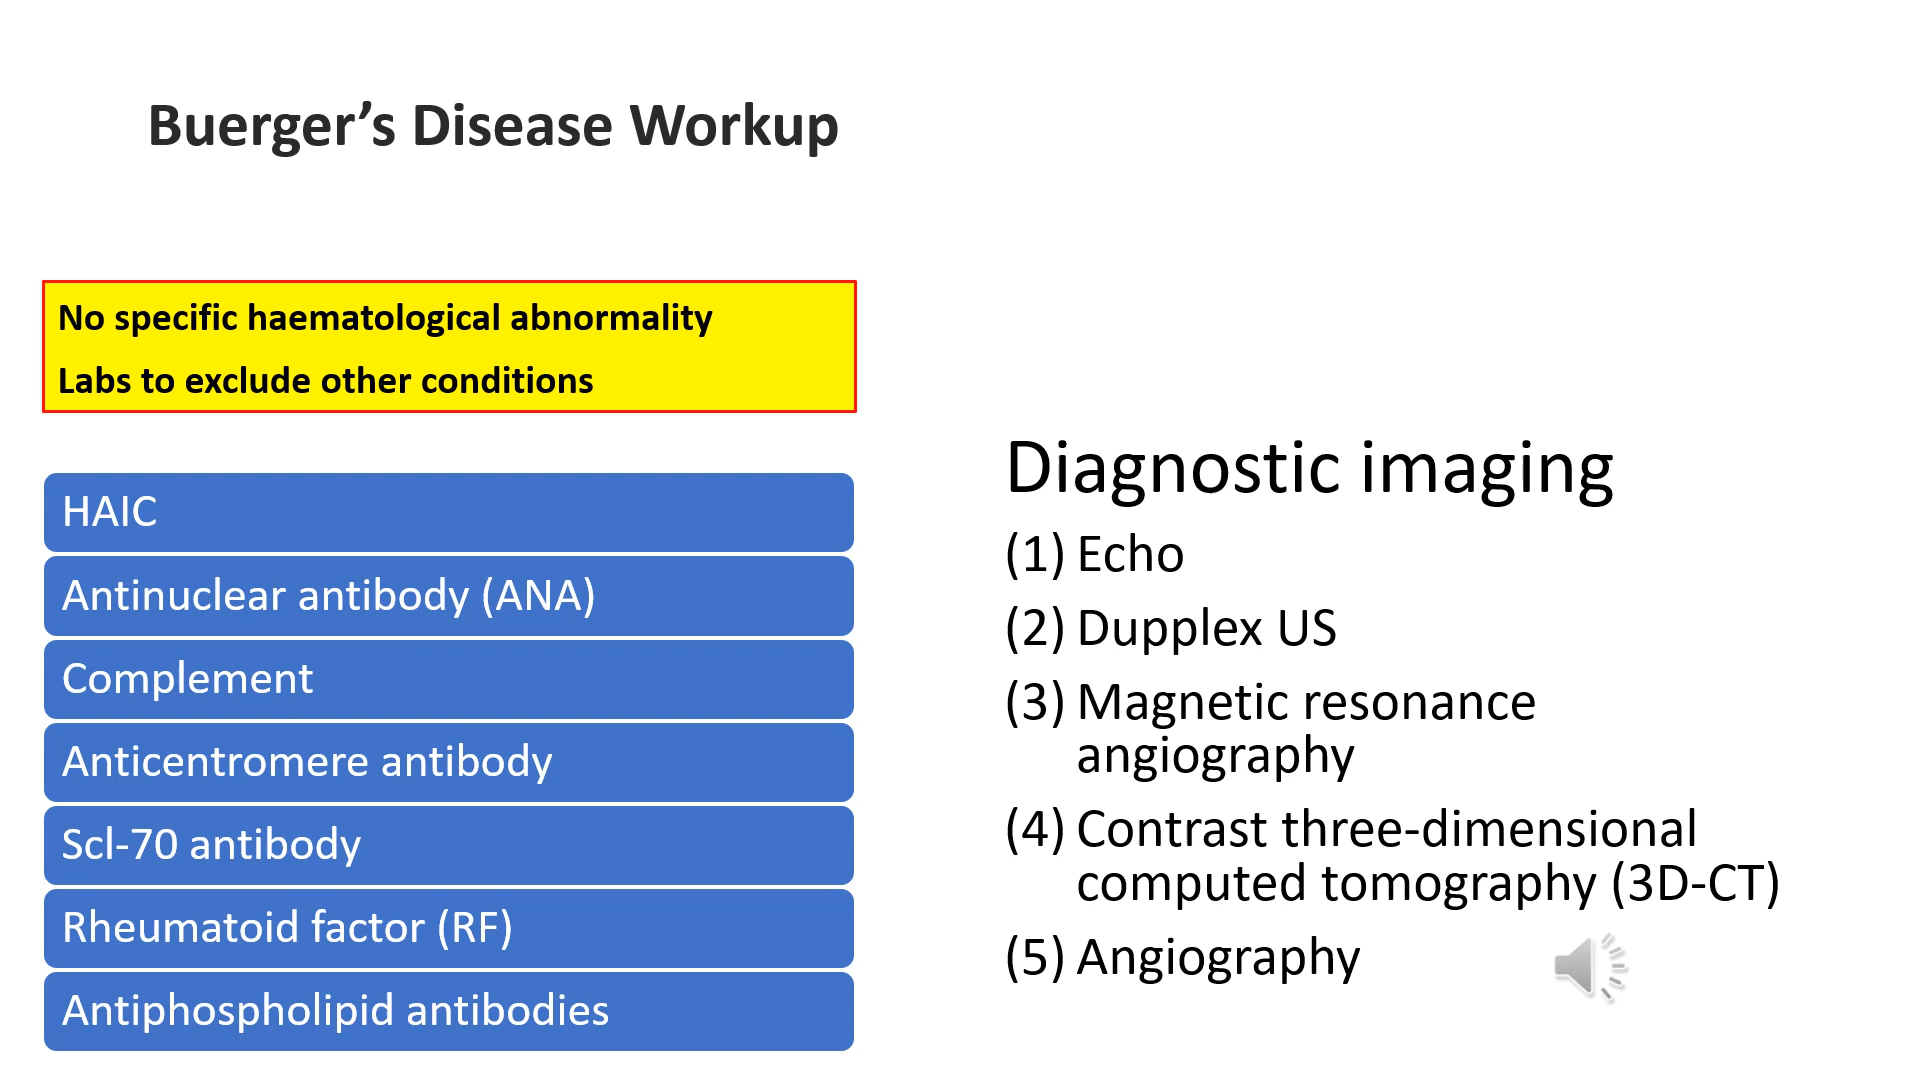 Buerger’s Disease Workup
No specific haematological abnormality
Labs to exclude other conditions
HAIC
Antinuclear antibody (ANA)
Complement
Anticentromere antibody
Scl-70 antibody
Rheumatoid factor (RF)
Antiphospholipid antibodies
Diagnostic imaging
(1) Echo
(2) Dupplex US
(3) Magnetic resonance
angiography
(4) Contrast three-dimensional
computed tomography (3D-CT)
(5) Angiography